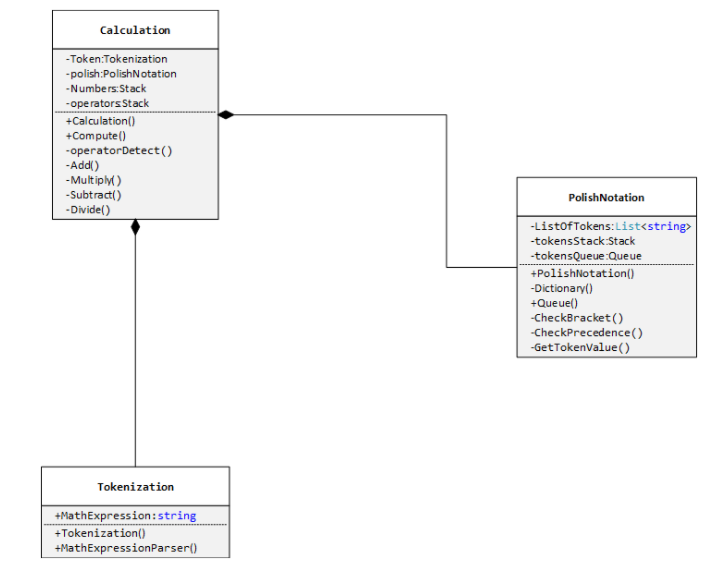 Calculation
-Token:Tokenization
-polish:PolishNotation
-Numbers:Stack
-operators:Stack
+Calculation()
+Compute()
-operatorDetect()
-Add()
-Multiply()
-Subtract()
-Divide()
PolishNotation
-ListOfTokens:List<string>
-tokensStack:Stack
-tokensQueue:Queue
+PolishNotation()
-Dictionary()
+Queue()
-CheckBracket()
-CheckPrecedence()
-GetTokenValue()
Tokenization
+MathExpression:string
+Tokenization()
+MathExpressionParser()